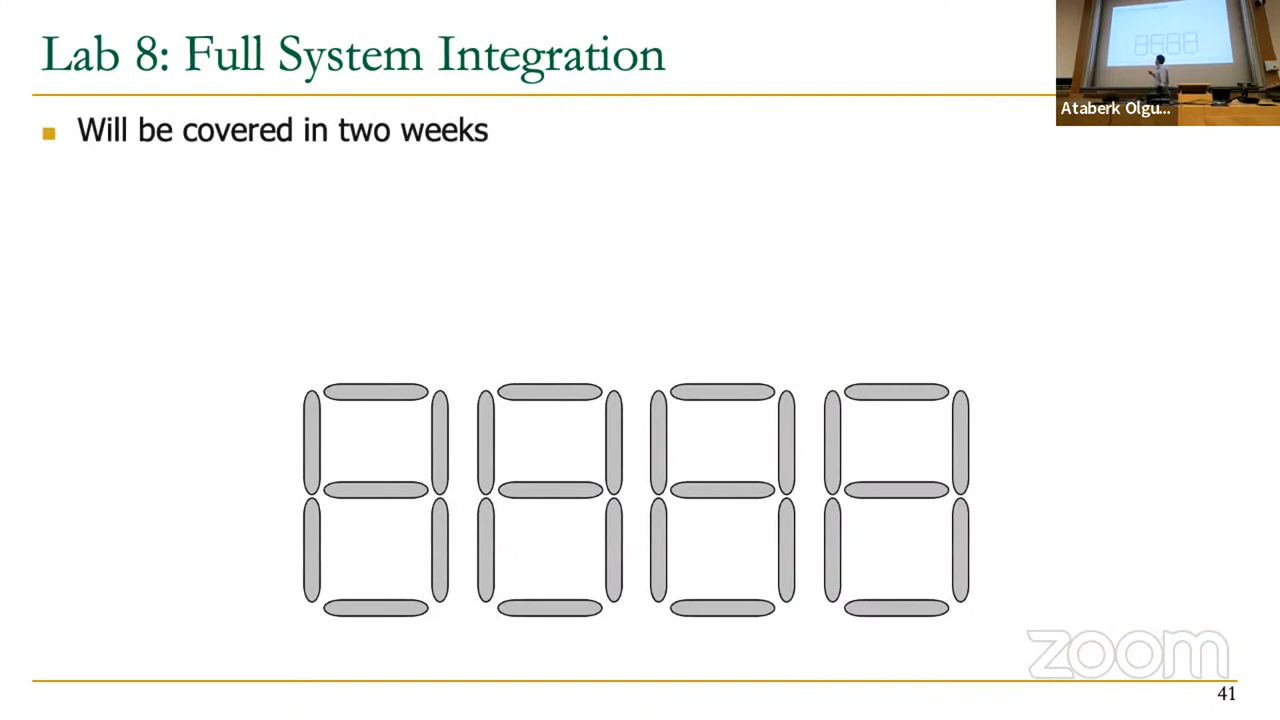 Lab 8: Full System Integration
Ataberk Olgu...
Will be covered in two weeks
zoom
41